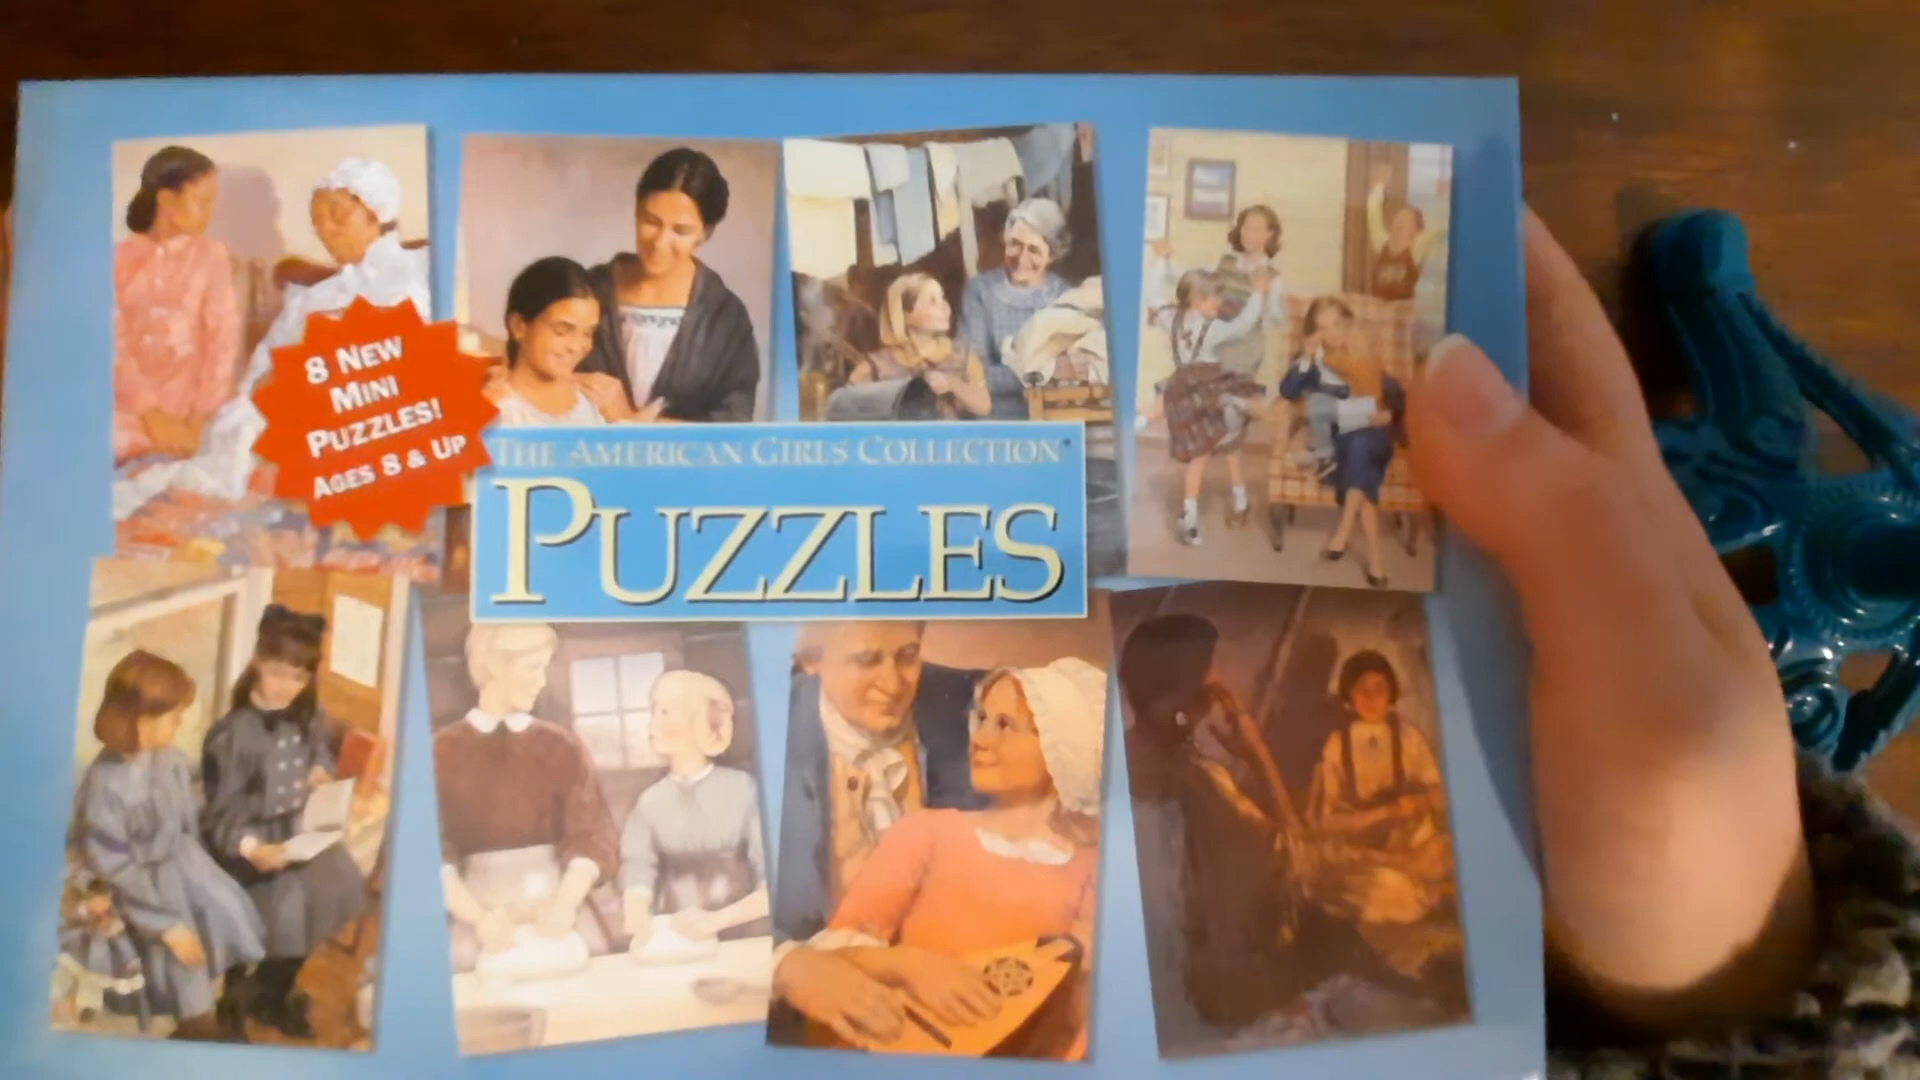 8 NEW
MINI
PUZZLES!
AGES 8 & UP
THE AMERICAN GIRLS COLLECTION®
PUZZLES